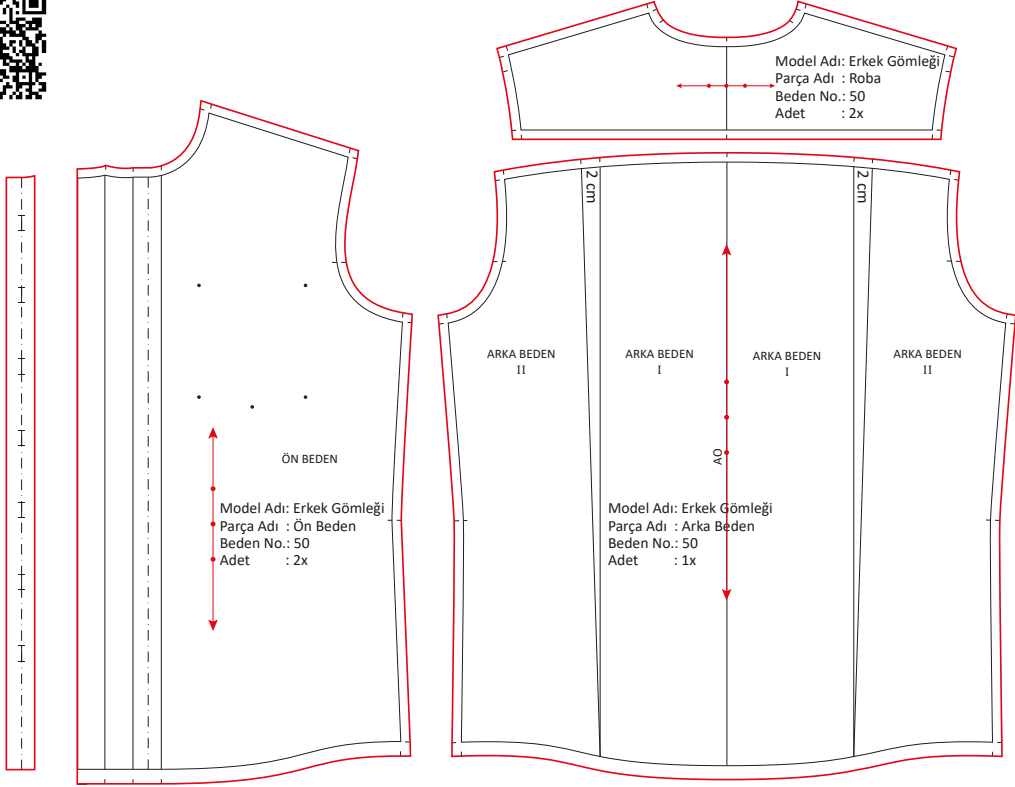 Model Adı: Erkek Gömleği
Parça Adı : Roba
Beden No.: 50
Adet : 2x
2 cm
2 cm
ARKA BEDEN
II
ARKA BEDEN
I
ARKA BEDEN
I
ARKA BEDEN
II
AO
ÖN BEDEN
Model Adı: Erkek Gömleği
Parça Adı : Ön Beden
Beden No.: 50
Adet : 2x
Model Adı: Erkek Gömleği
Parça Adı : Arka Beden
Beden No.: 50
Adet : 1x